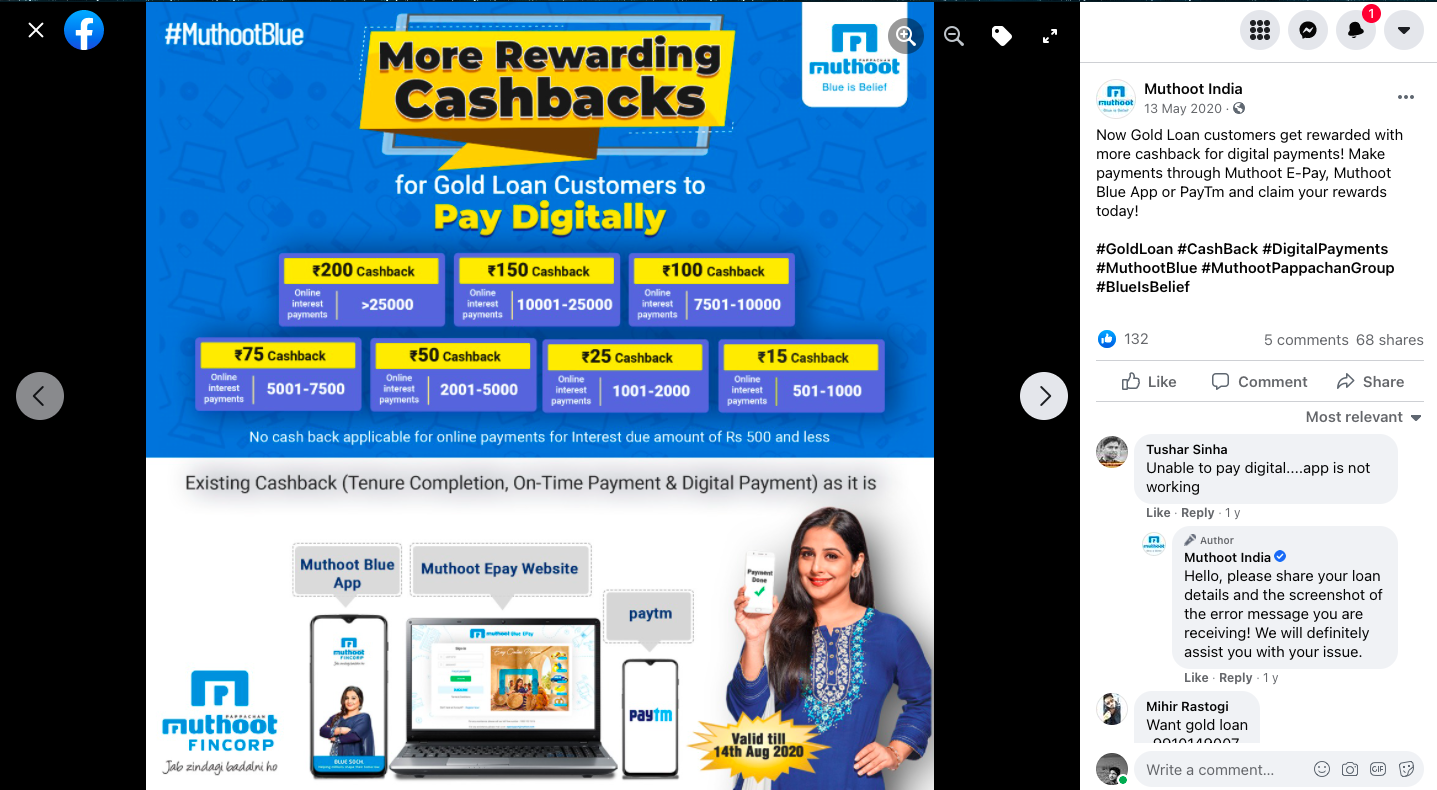 #MuthootBlue
More Rewarding
Cashbacks
for Gold Loan Customers to
Pay Digitally
muthoot
PAPPACHAN
Blue is Belief
₹200 Cashback
Online interest payments >25000
₹150 Cashback
Online interest payments 10001-25000
₹100 Cashback
Online interest payments 7501-10000
₹75 Cashback
Online interest payments 5001-7500
₹50 Cashback
Online interest payments 2001-5000
₹25 Cashback
Online interest payments 1001-2000
₹15 Cashback
Online interest payments 501-1000
No cash back applicable for online payments for Interest due amount of Rs 500 and less
Existing Cashback (Tenure Completion, On-Time Payment & Digital Payment) as it is
Muthoot Blue
App
Muthoot Epay Website
paytm
Payment
Done
muthoot
FINCORP
BLUE SOCH
muthoot Blue EPay
paytm
muthoot
PAPPACHAN
FINCORP
Jab zindagi badalni ho
Valid till
14th Aug 2020
1
Muthoot India
13 May 2020 ·
Now Gold Loan customers get rewarded with
more cashback for digital payments! Make
payments through Muthoot E-Pay, Muthoot
Blue App or PayTm and claim your rewards
today!
#GoldLoan #CashBack #DigitalPayments
#MuthootBlue #MuthootPappachanGroup
#BlueIsBelief
132
5 comments 68 shares
Like Comment Share
Most relevant
Tushar Sinha
Unable to pay digital....app is not
working
Like · Reply · 1 y
Author
Muthoot India
Hello, please share your loan
details and the screenshot of
the error message you are
receiving! We will definitely
assist you with your issue.
Like · Reply · 1 y
Mihir Rastogi
Want gold loan
Write a comment...
GIF